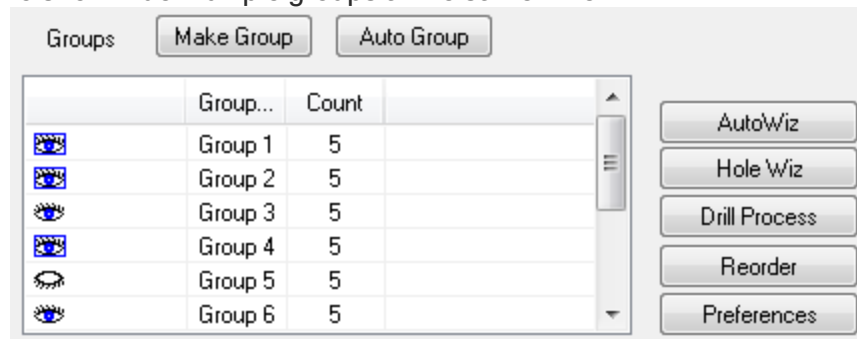 Groups Make Group Auto Group
Group... Count
Group 1 5
Group 2 5
Group 3 5
Group 4 5
Group 5 5
Group 6 5
AutoWiz
Hole Wiz
Drill Process
Reorder
Preferences